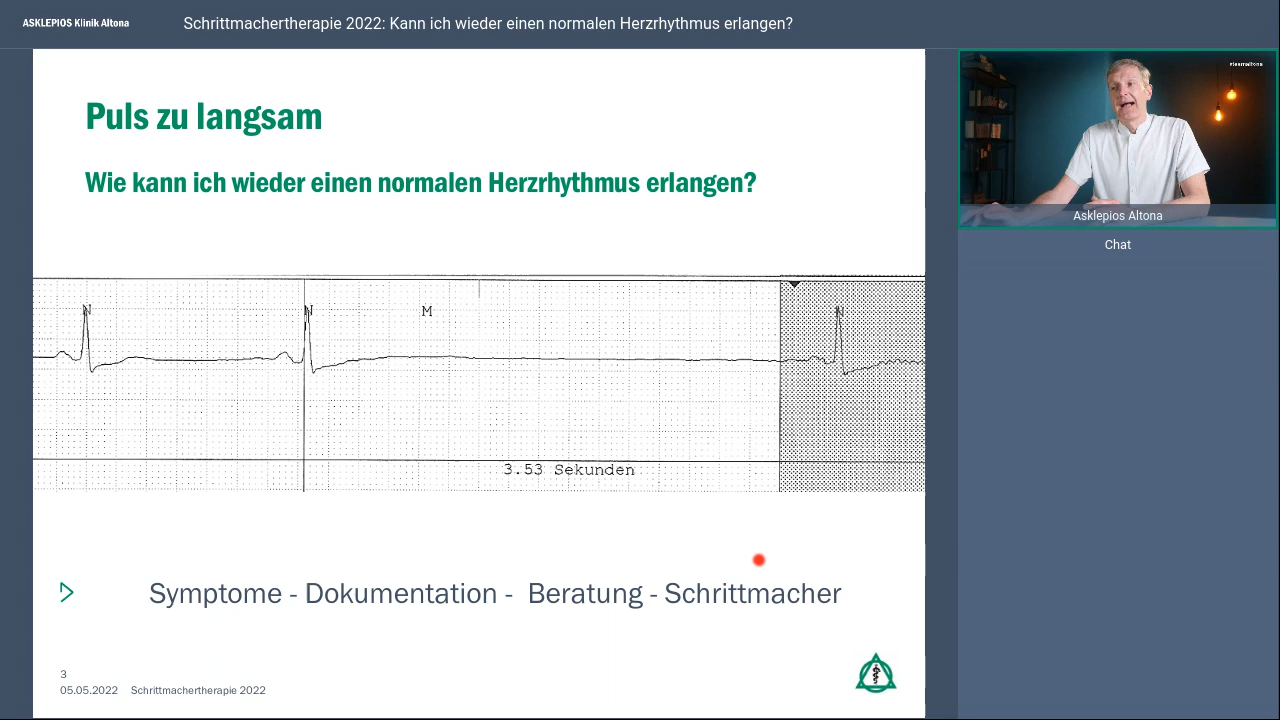 ASKLEPIOS Klinik Altona
Schrittmachertherapie 2022: Kann ich wieder einen normalen Herzrhythmus erlangen?
Puls zu langsam
Wie kann ich wieder einen normalen Herzrhythmus erlangen?
N
N
M
N
3.53 Sekunden
Symptome - Dokumentation - Beratung - Schrittmacher
3
05.05.2022 Schrittmachertherapie 2022
#teamaltona
Asklepios Altona
Chat